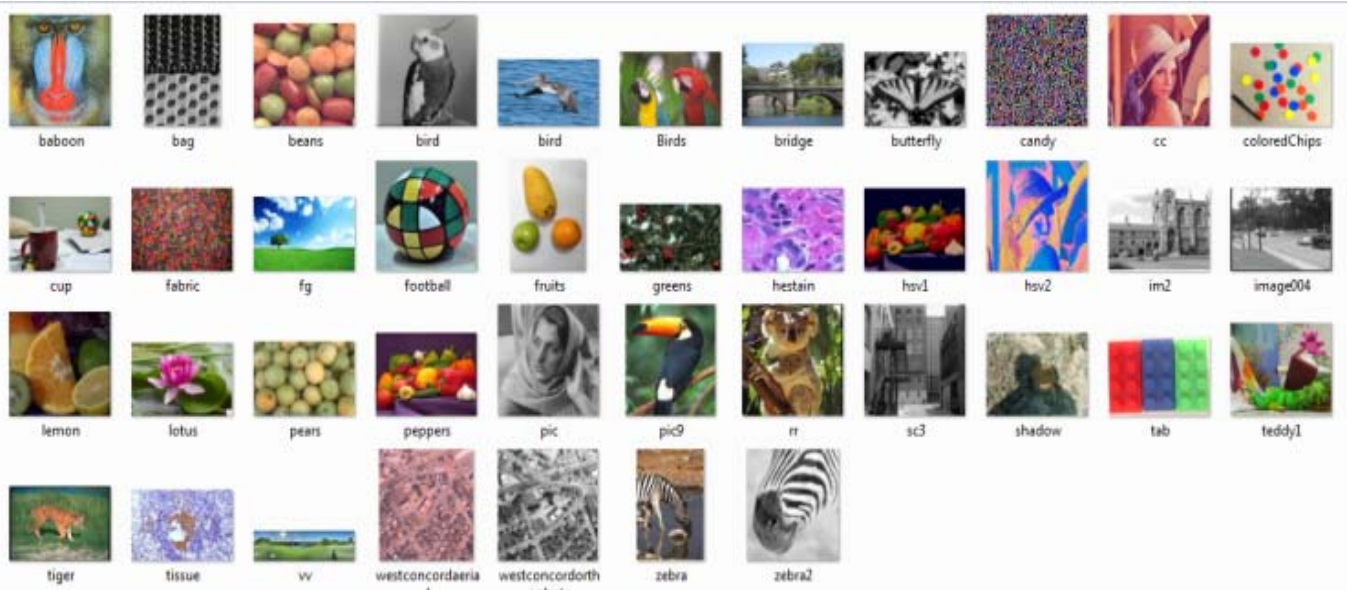 baboon
bag
beans
bird
bird
Birds
bridge
butterfly
candy
cc
coloredChips
cup
fabric
fg
football
fruits
greens
hestain
hsv1
hsv2
im2
image004
lemon
lotus
pears
peppers
pic
pic9
rr
sc3
shadow
tab
teddy1
tiger
tissue
vv
westconcordaeria
westconcordorth
zebra
zebra2